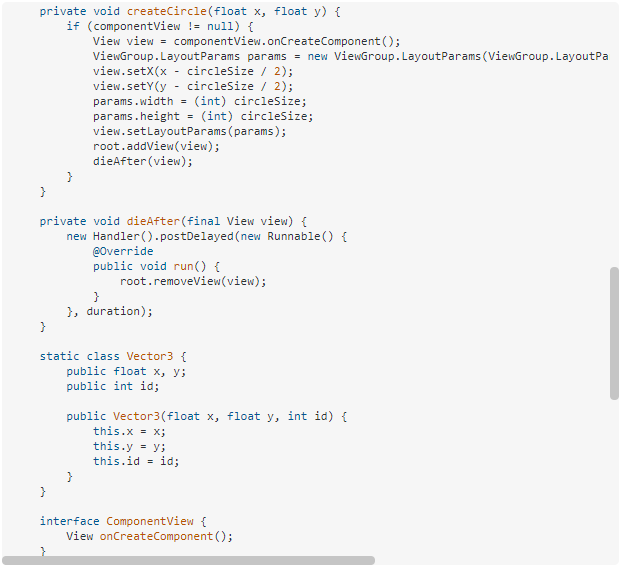 private void createCircle(float x, float y) {
    if (componentView != null) {
        View view = componentView.onCreateComponent();
        ViewGroup.LayoutParams params = new ViewGroup.LayoutParams(ViewGroup.LayoutPa
        view.setX(x - circleSize / 2);
        view.setY(y - circleSize / 2);
        params.width = (int) circleSize;
        params.height = (int) circleSize;
        view.setLayoutParams(params);
        root.addView(view);
        dieAfter(view);
    }
}

private void dieAfter(final View view) {
    new Handler().postDelayed(new Runnable() {
        @Override
        public void run() {
            root.removeView(view);
        }
    }, duration);
}

static class Vector3 {
    public float x, y;
    public int id;

    public Vector3(float x, float y, int id) {
        this.x = x;
        this.y = y;
        this.id = id;
    }
}

interface ComponentView {
    View onCreateComponent();
}